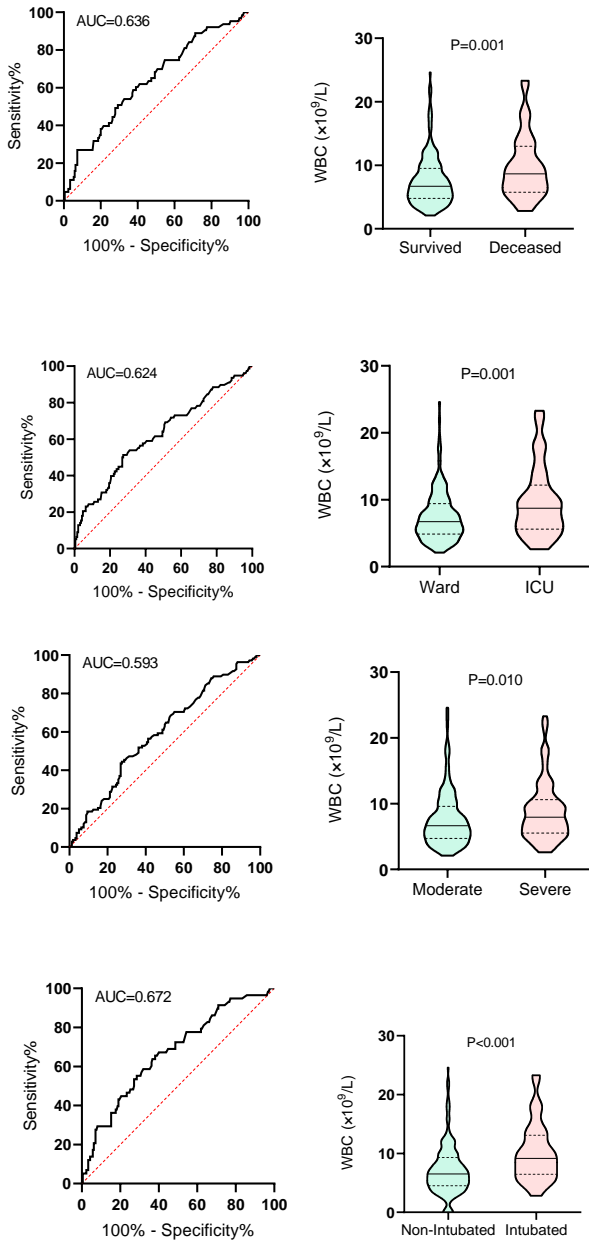 AUC=0.636
Sensitivity%
100
80
60
40
20
0
0 20 40 60 80 100
100% - Specificity%
P=0.001
WBC (×10⁹/L)
30
20
10
0
Survived Deceased
AUC=0.624
Sensitivity%
100
80
60
40
20
0
0 20 40 60 80 100
100% - Specificity%
P=0.001
WBC (×10⁹/L)
30
20
10
0
Ward ICU
AUC=0.593
Sensitivity%
100
80
60
40
20
0
0 20 40 60 80 100
100% - Specificity%
P=0.010
WBC (×10⁹/L)
30
20
10
0
Moderate Severe
AUC=0.672
Sensitivity%
100
80
60
40
20
0
0 20 40 60 80 100
100% - Specificity%
P<0.001
WBC (×10⁹/L)
30
20
10
0
Non-Intubated Intubated